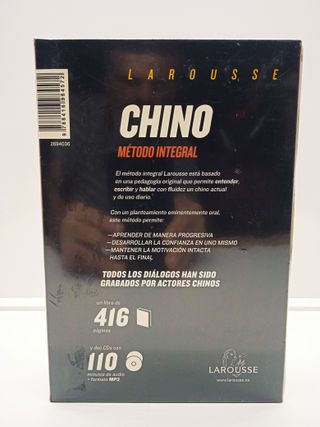 LAROUSSE
CHINO
MÉTODO INTEGRAL
El método integral Larousse está basado
en una pedagogía original que permite entender,
escribir y hablar con fluidez un chino actual
y de uso diario.
Con un planteamiento eminentemente oral,
este método permite:
—APRENDER DE MANERA PROGRESIVA
—DESARROLLAR LA CONFIANZA EN UNO MISMO
—MANTENER LA MOTIVACIÓN INTACTA
HASTA EL FINAL
TODOS LOS DIÁLOGOS HAN SIDO
GRABADOS POR ACTORES CHINOS
un libro de
416
páginas
y dos CDs con
110
minutos de audio
+ formato MP3
LAROUSSE
www.larousse.es
2694036